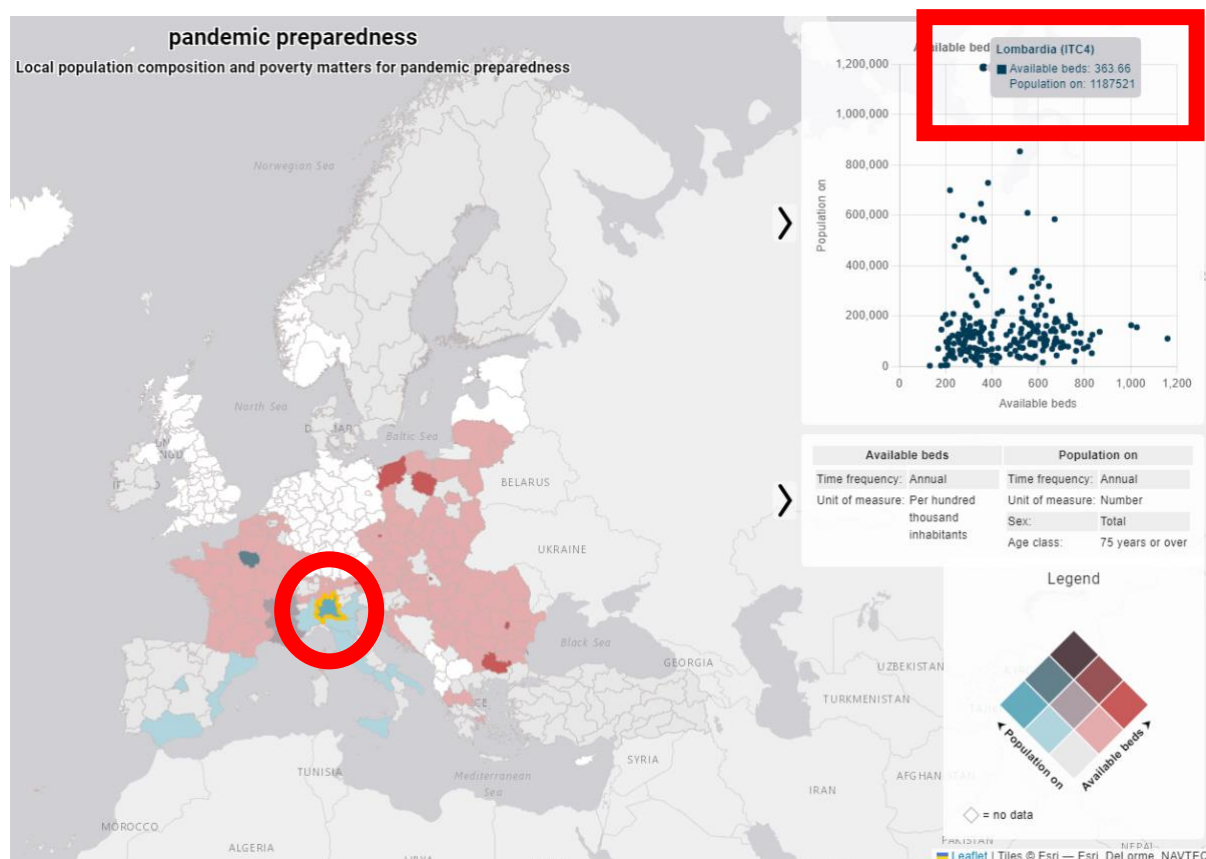 pandemic preparedness
Local population composition and poverty matters for pandemic preparedness
Lombardia (ITC4)
Available beds: 363.66
Population on: 1187521
1,200,000
1,000,000
800,000
600,000
400,000
200,000
0
Population on
0 200 400 600 800 1,000 1,200
Available beds
Available beds
Time frequency: Annual
Unit of measure: Per hundred thousand inhabitants
Population on
Time frequency: Annual
Unit of measure: Number
Sex: Total
Age class: 75 years or over
Legend
Population on
Available beds
= no data
Norwegian Sea
North Sea
Baltic Sea
BELARUS
UKRAINE
Black Sea
GEORGIA
UZBEKISTAN
TURKMENISTAN
SYRIA
TUNISIA
Mediterranean
Sea
IRAN
MOROCCO
ALGERIA
PAKISTAN
NEPAL
Leaflet | Tiles © Esri — Esri, DeLorme, NAVTEQ